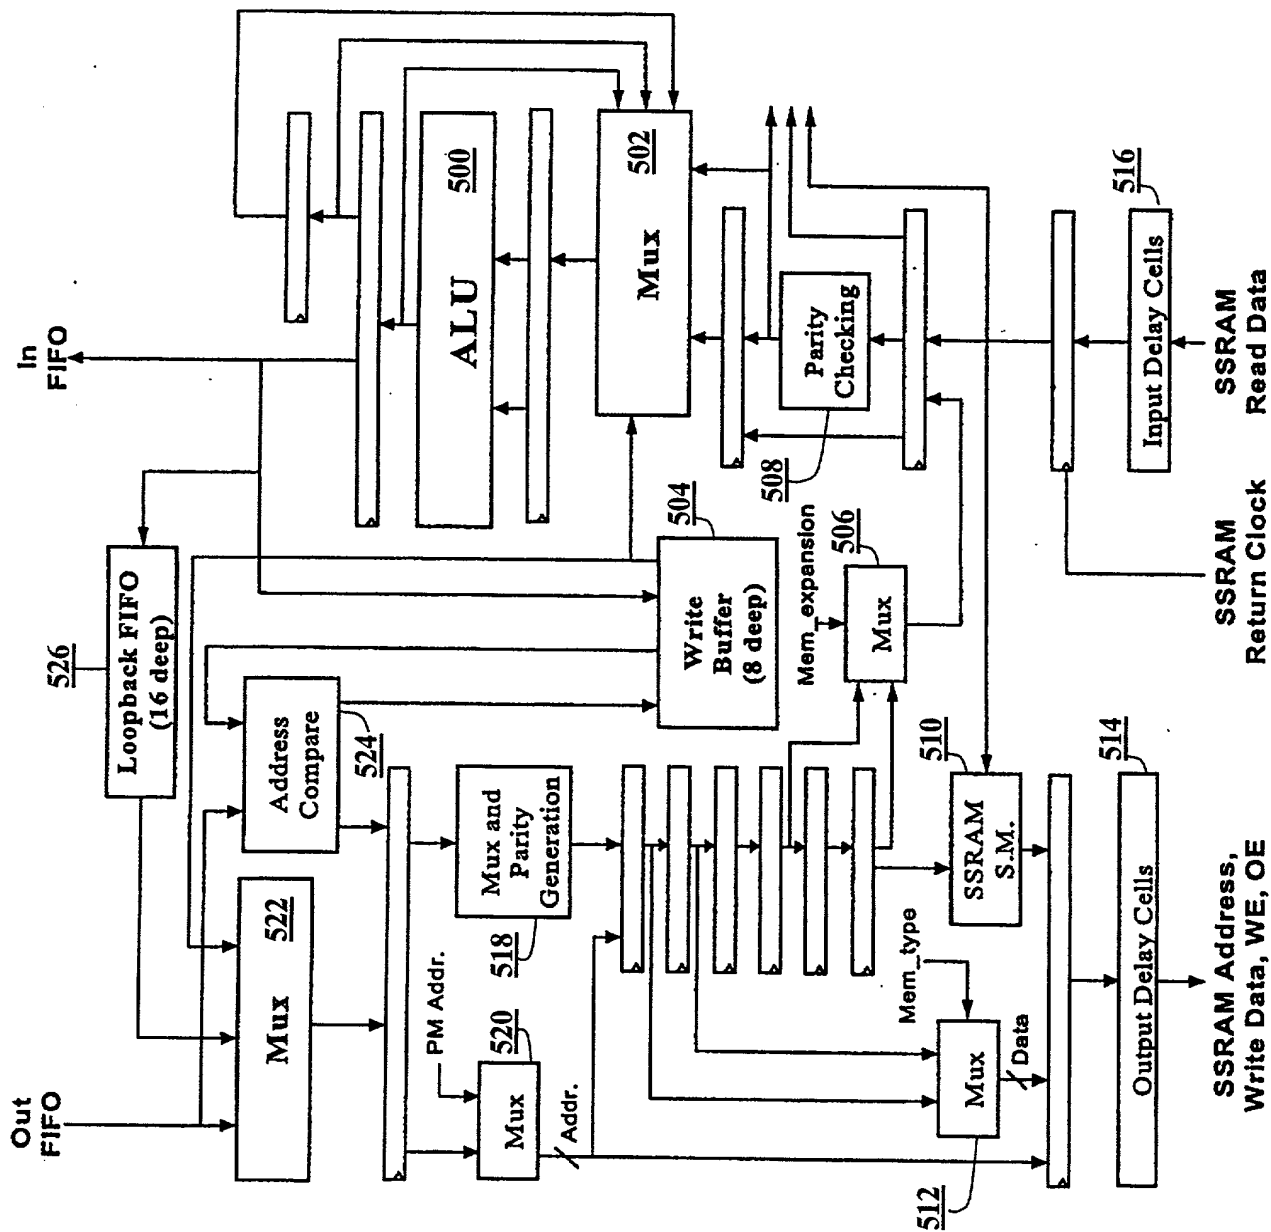 Out
FIFO
In
FIFO
526
Loopback FIFO
(16 deep)
Mux
522
Address
Compare
524
ALU
500
Mux
502
PM Addr.
Mux
520
Addr.
Mux and
Parity
Generation
518
Write
Buffer
(8 deep)
504
Parity
Checking
508
Mem_expansion
Mux
506
Mem_type
Mux
512
Data
SSRAM
S.M.
510
Output Delay Cells
514
Input Delay Cells
516
SSRAM Address,
Write Data, WE, OE
SSRAM
Return Clock
SSRAM
Read Data